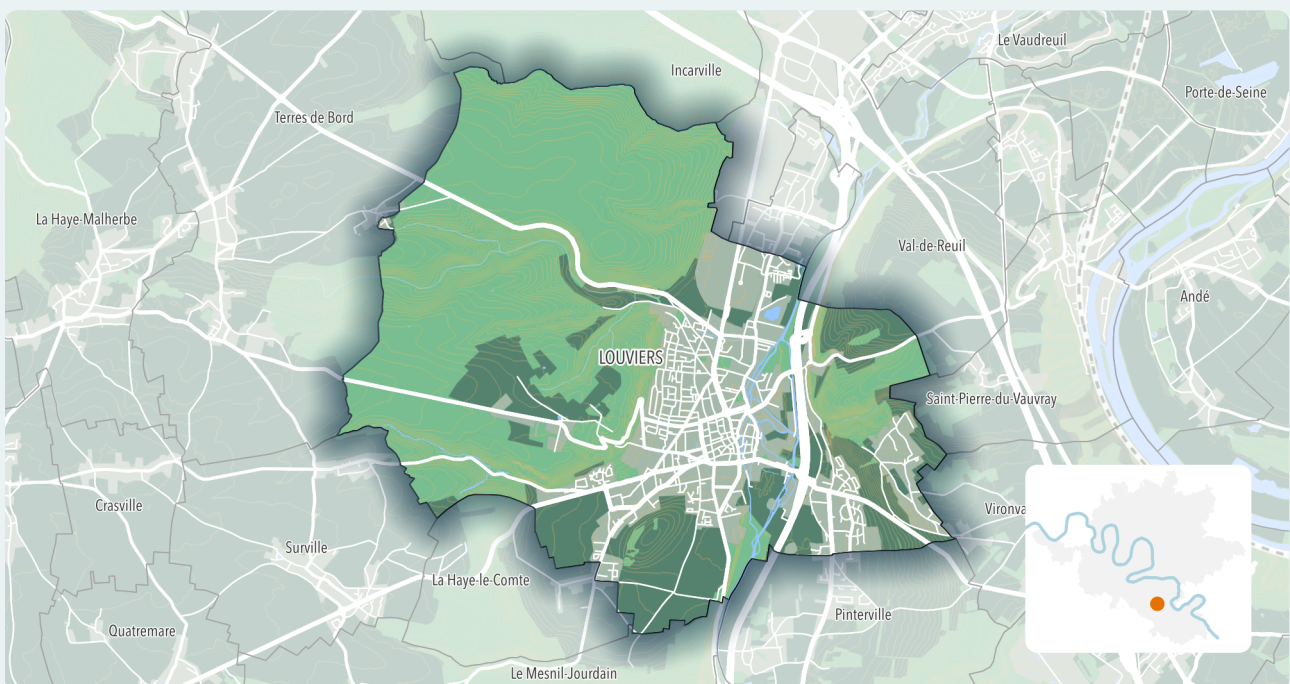 Le Vaudreuil
Incarville
Porte-de-Seine
Terres de Bord
La Haye-Malherbe
Val-de-Reuil
Andé
LOUVIERS
Saint-Pierre-du-Vauvray
Crasville
Vironva
Surville
La Haye-le-Comte
Pinterville
Quatremare
Le Mesnil-Jourdain